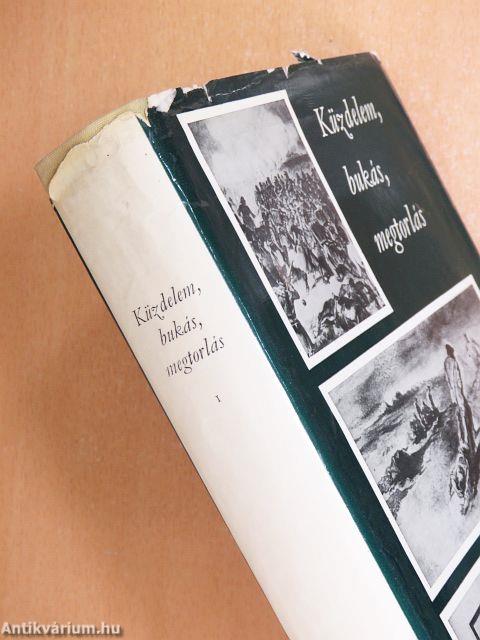 Küzdelem,
bukás,
megtorlás
Küzdelem,
bukás,
megtorlás
I
Antikvárium.hu